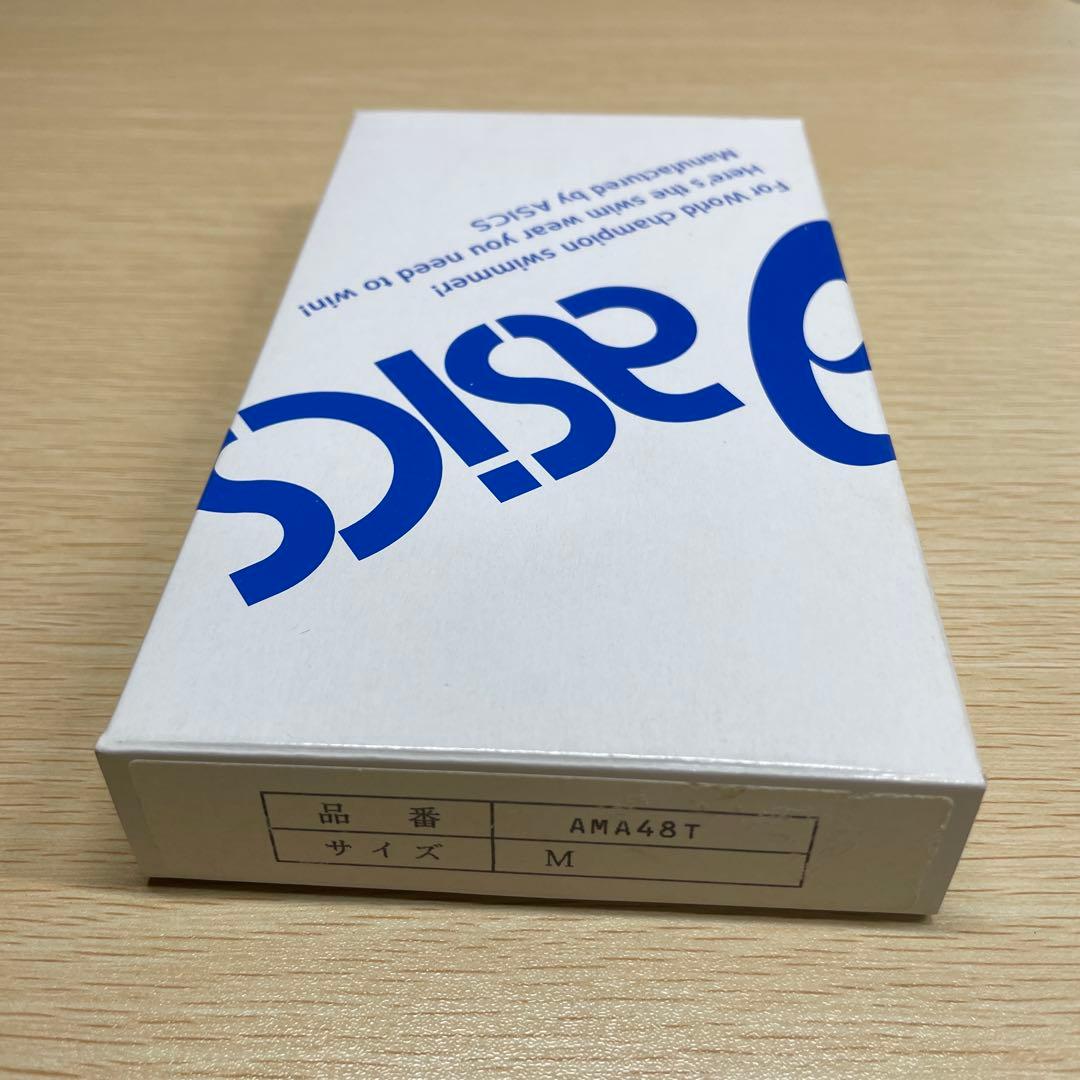 For World champion swimmer!
Here's the swim wear you need to win!
Manufactured by ASICS
asics
品番 AMA48T
サイズ M